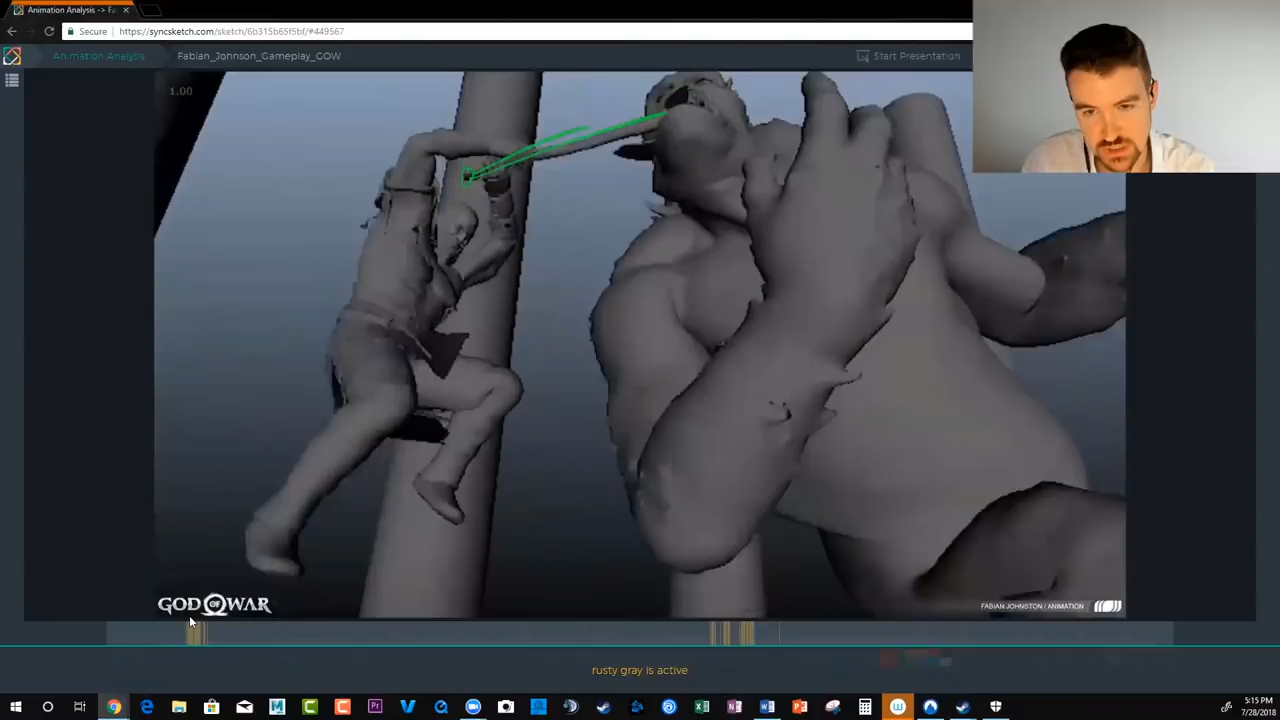 Animation Analysis -> Fa
Secure
https://syncsketch.com/sketch/6b315b65f5bf/#449567
Animation Analysis
Fabian_Johnson_Gameplay_GOW
Start Presentation
1.00
GOD OF WAR
FABIAN JOHNSTON / ANIMATION
rusty gray is active
5:15 PM
7/28/2018